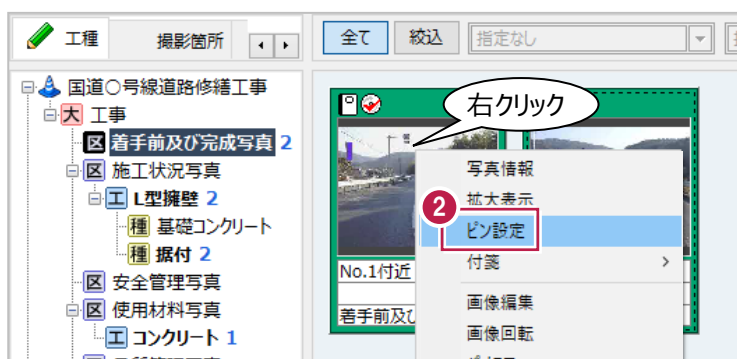 工種
撮影箇所
全て
絞込
指定なし
国道○号線道路修繕工事
大 工事
区 着手前及び完成写真 2
区 施工状況写真
工 L型擁壁 2
種 基礎コンクリート
種 据付 2
区 安全管理写真
区 使用材料写真
工 コンクリート 1
右クリック
No.1付近
着手前及び
写真情報
拡大表示
2
ピン設定
付箋
画像編集
画像回転